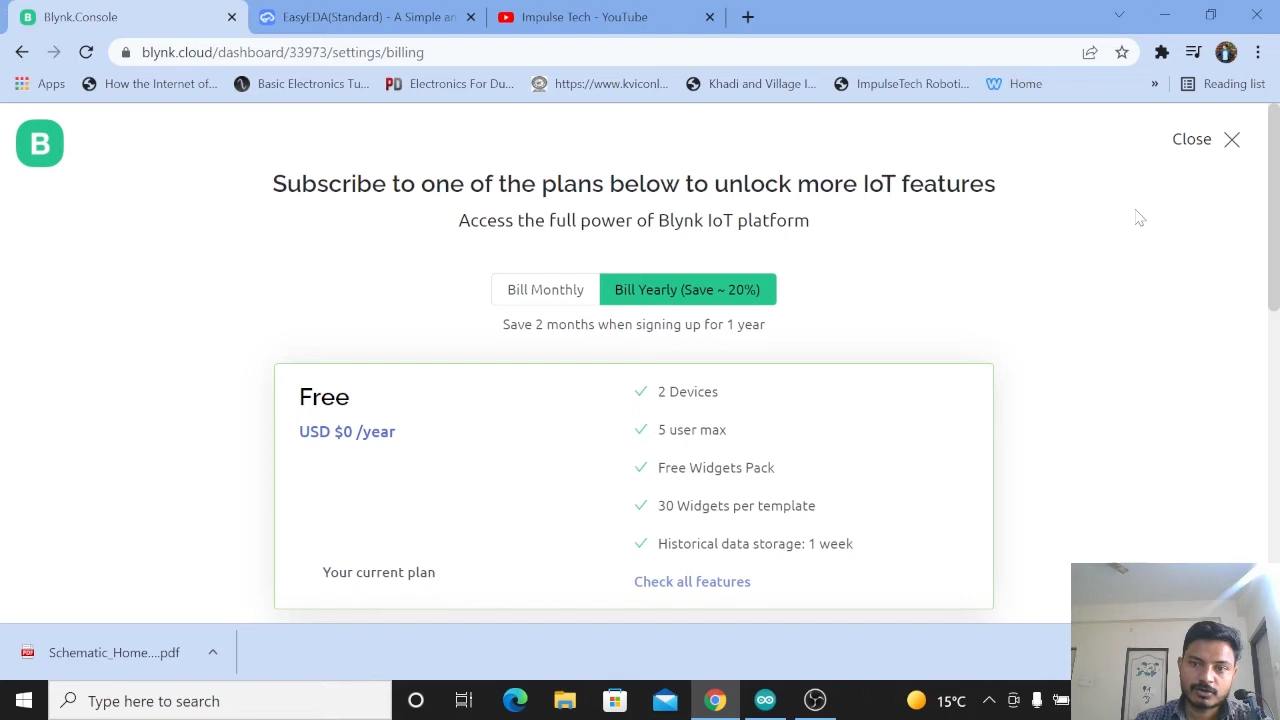 Blynk.Console
EasyEDA(Standard) - A Simple an
Impulse Tech - YouTube
blynk.cloud/dashboard/33973/settings/billing
Apps
How the Internet of...
Basic Electronics Tu...
PD
Electronics For Du...
https://www.kviconl...
Khadi and Village I...
ImpulseTech Roboti...
Home
»
Reading list
B
Close
Subscribe to one of the plans below to unlock more IoT features
Access the full power of Blynk IoT platform
Bill Monthly
Bill Yearly (Save ~ 20%)
Save 2 months when signing up for 1 year
Free
USD $0 /year
2 Devices
5 user max
Free Widgets Pack
30 Widgets per template
Historical data storage: 1 week
Your current plan
Check all features
Schematic_Home....pdf
Type here to search
15°C